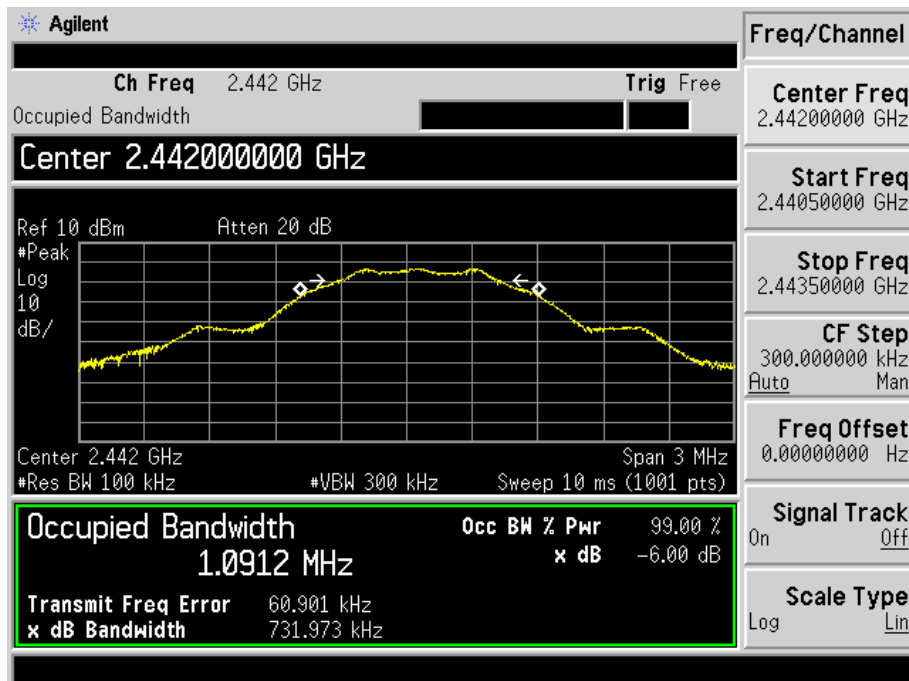 Agilent
Freq/Channel
Ch Freq 2.442 GHz Trig Free
Occupied Bandwidth
Center 2.442000000 GHz
Ref 10 dBm Atten 20 dB
#Peak
Log
10
dB/
Center 2.442 GHz Span 3 MHz
#Res BW 100 kHz #VBW 300 kHz Sweep 10 ms (1001 pts)
Occupied Bandwidth
1.0912 MHz
Occ BW % Pwr 99.00 %
x dB -6.00 dB
Transmit Freq Error 60.901 kHz
x dB Bandwidth 731.973 kHz
Center Freq
2.44200000 GHz
Start Freq
2.44050000 GHz
Stop Freq
2.44350000 GHz
CF Step
300.000000 kHz
Auto Man
Freq Offset
0.00000000 Hz
Signal Track
On Off
Scale Type
Log Lin